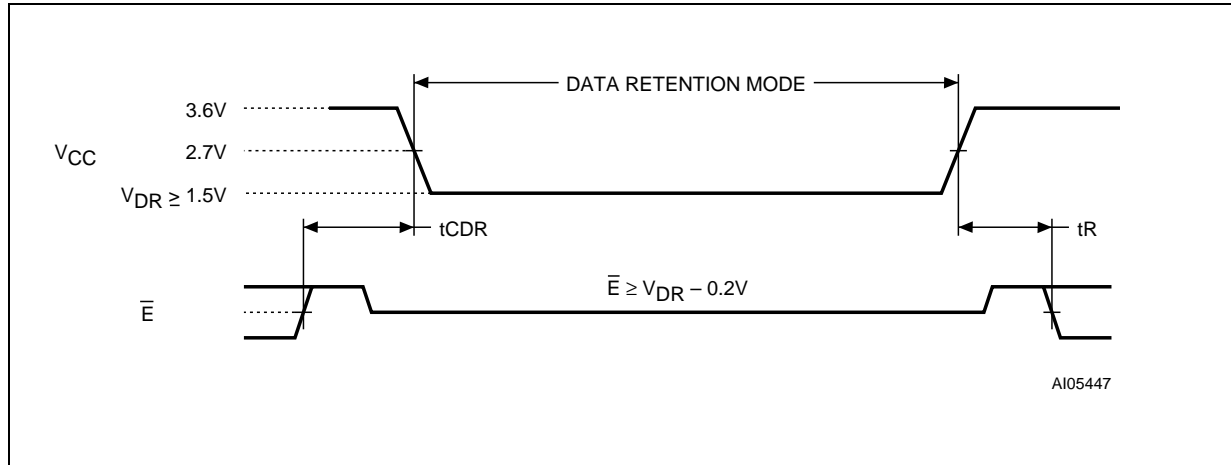 DATA RETENTION MODE
3.6V
VCC 2.7V
VDR ≥ 1.5V
tCDR
tR
E̅ ≥ VDR – 0.2V
E̅
AI05447